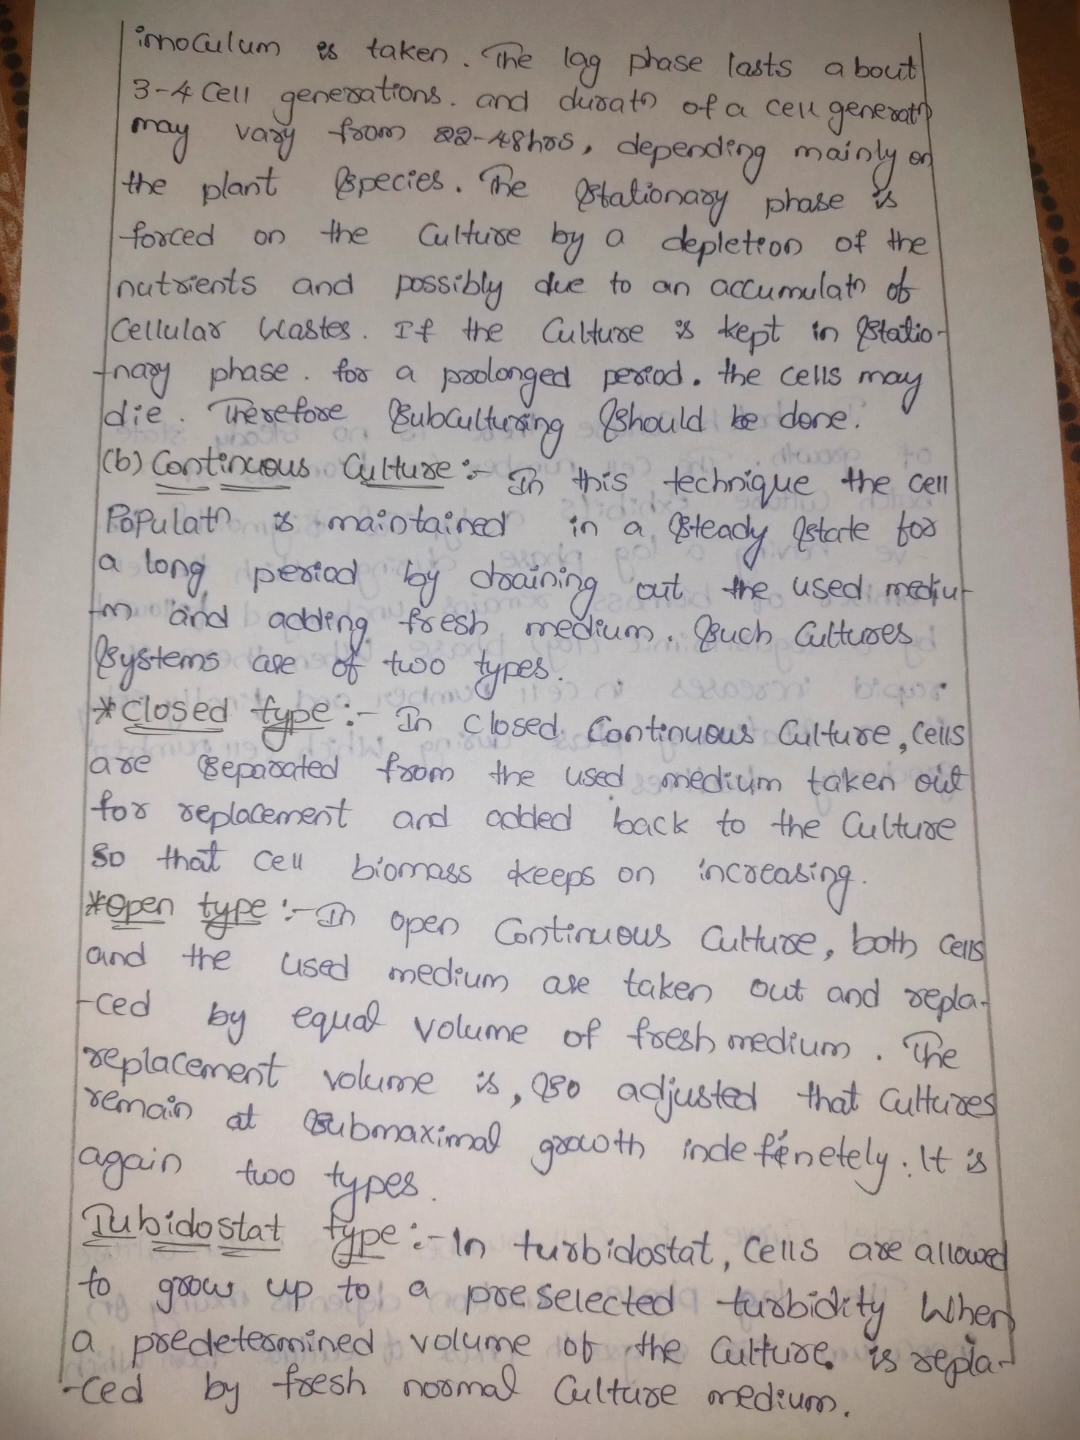 innoculum is taken. The lag phase lasts about
3-4 Cell generations. and duratn of a cell generatn
may vary from 22-48hrs, depending mainly on
the plant Species. The Stationary phase is
forced on the Culture by a depletion of the
nutrients and possibly due to an accumulatn of
Cellular Wastes. If the Culture is kept in Statio-
-nary phase. for a prolonged period. the cells may
die. Therefore Subculturing Should be done.
(b) Continuous Culture:- In this technique the cell
Populatn is maintained in a Steady State for
a long period by draining out the used mediu-
-m and adding fresh medium. Such Cultures
Systems are of two types.
*Closed type:- In Closed Continuous Culture, cells
are Separated from the used medium taken out
for replacement and added back to the Culture
So that Cell biomass keeps on increasing.
*Open type:- In open Continuous Culture, both cells
and the used medium are taken out and repla-
-ced by equal volume of fresh medium. The
replacement volume is, So adjusted that Cultures
remain at Submaximal growth indefinetely. It is
again two types.
Tubidostat type:- In turbidostat, Cells are allowed
to grow up to a preselected turbidity When
a predetermined volume of the Culture. is repla-
-ced by fresh normal Culture medium.